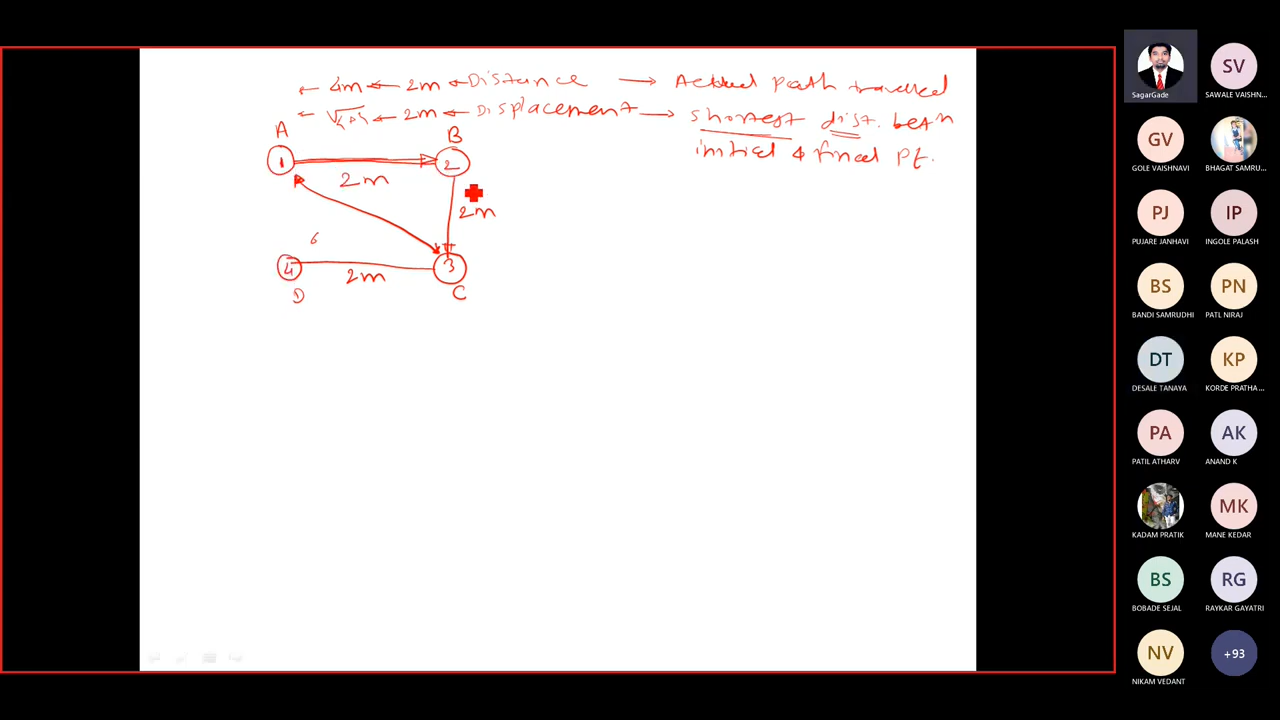 ← 4m ← 2m ← Distance → Actual path travelled
← √4+4 ← 2m ← Displacement → shortest dist. betn
initial & final pt.
A
B
1
2
2m
2m
6
4
3
2m
D
C
SagarGade
SAWALE VAISHN...
SV
GV
GOLE VAISHNAVI
BHAGAT SAMRU...
PJ
IP
PUJARE JANHAVI
INGOLE PALASH
BS
PN
BANDI SAMRUDHI
PATL NIRAJ
DT
KP
DESALE TANAYA
KORDE PRATHA...
PA
AK
PATIL ATHARV
ANAND K
MK
KADAM PRATIK
MANE KEDAR
BS
RG
BOBADE SEJAL
RAYKAR GAYATRI
NV
+93
NIKAM VEDANT